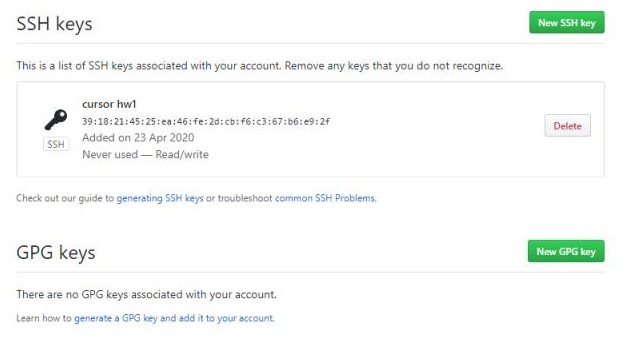 SSH keys
New SSH key
This is a list of SSH keys associated with your account. Remove any keys that you do not recognize.
cursor hw1
39:18:21:45:25:ea:46:fe:2d:cb:f6:c3:67:b6:e9:2f
SSH
Added on 23 Apr 2020
Never used — Read/write
Delete
Check out our guide to generating SSH keys or troubleshoot common SSH Problems.
GPG keys
New GPG key
There are no GPG keys associated with your account.
Learn how to generate a GPG key and add it to your account.